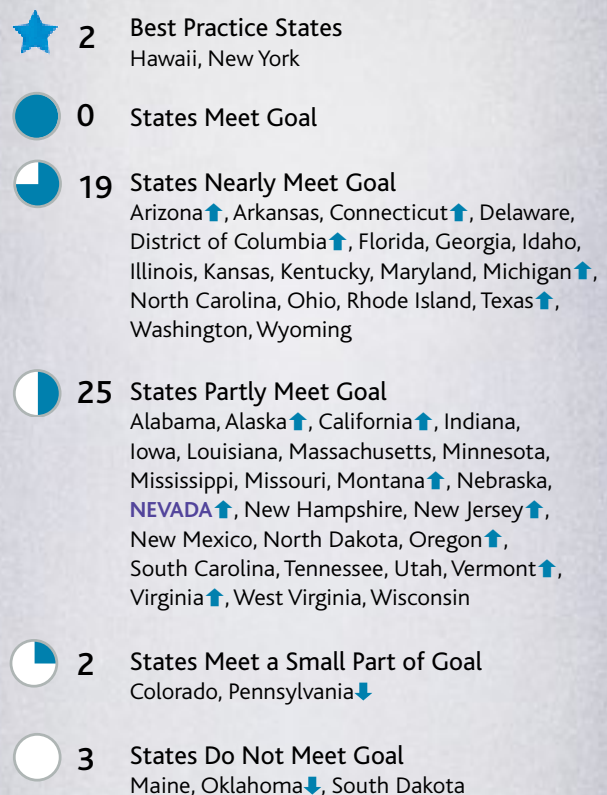 2 Best Practice States
Hawaii, New York
0 States Meet Goal
19 States Nearly Meet Goal
Arizona⬆, Arkansas, Connecticut⬆, Delaware,
District of Columbia⬆, Florida, Georgia, Idaho,
Illinois, Kansas, Kentucky, Maryland, Michigan⬆,
North Carolina, Ohio, Rhode Island, Texas⬆,
Washington, Wyoming
25 States Partly Meet Goal
Alabama, Alaska⬆, California⬆, Indiana,
Iowa, Louisiana, Massachusetts, Minnesota,
Mississippi, Missouri, Montana⬆, Nebraska,
NEVADA⬆, New Hampshire, New Jersey⬆,
New Mexico, North Dakota, Oregon⬆,
South Carolina, Tennessee, Utah, Vermont⬆,
Virginia⬆, West Virginia, Wisconsin
2 States Meet a Small Part of Goal
Colorado, Pennsylvania⬇
3 States Do Not Meet Goal
Maine, Oklahoma⬇, South Dakota